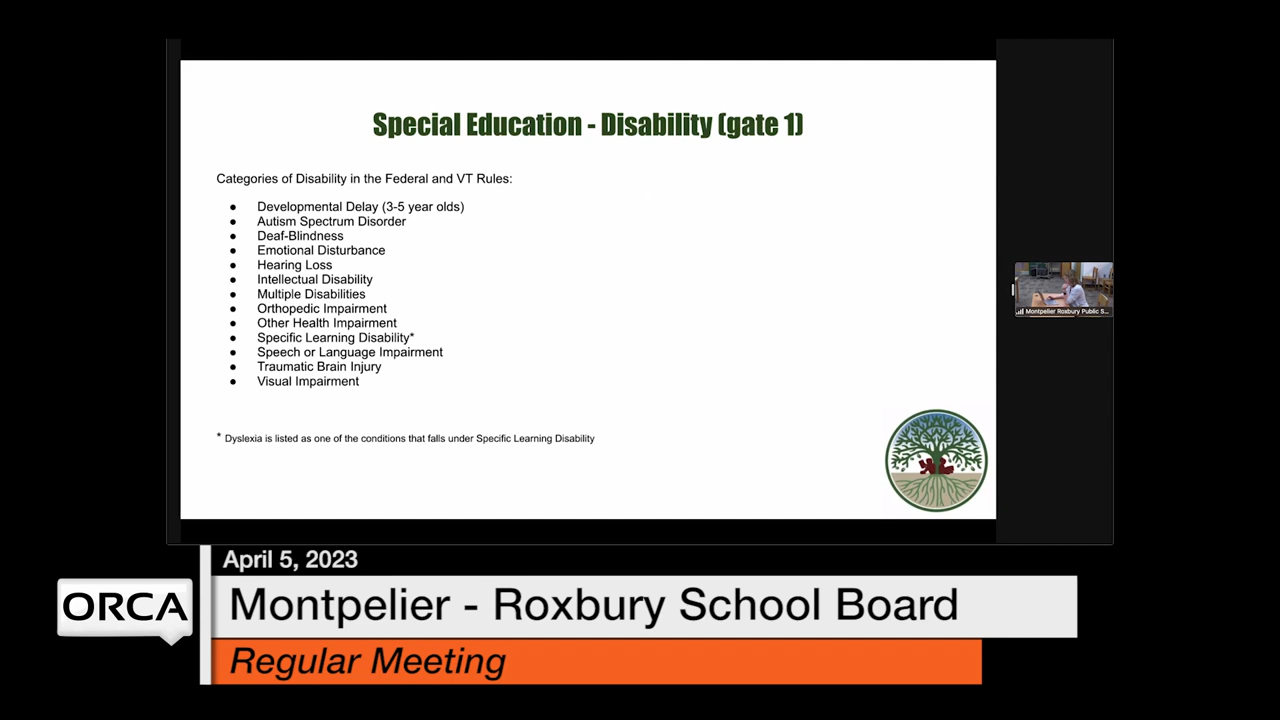 Special Education - Disability (gate 1)
Categories of Disability in the Federal and VT Rules:
● Developmental Delay (3-5 year olds)
● Autism Spectrum Disorder
● Deaf-Blindness
● Emotional Disturbance
● Hearing Loss
● Intellectual Disability
● Multiple Disabilities
● Orthopedic Impairment
● Other Health Impairment
● Specific Learning Disability*
● Speech or Language Impairment
● Traumatic Brain Injury
● Visual Impairment
* Dyslexia is listed as one of the conditions that falls under Specific Learning Disability
Montpelier Roxbury Public S...
April 5, 2023
ORCA
Montpelier - Roxbury School Board
Regular Meeting